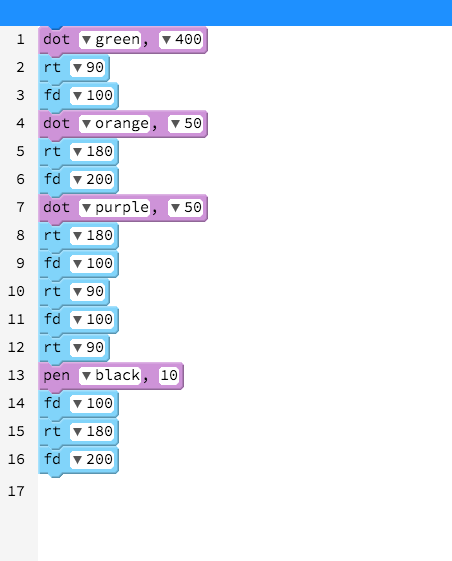 1 dot ▼green, ▼400
2 rt ▼90
3 fd ▼100
4 dot ▼orange, ▼50
5 rt ▼180
6 fd ▼200
7 dot ▼purple, ▼50
8 rt ▼180
9 fd ▼100
10 rt ▼90
11 fd ▼100
12 rt ▼90
13 pen ▼black, 10
14 fd ▼100
15 rt ▼180
16 fd ▼200
17